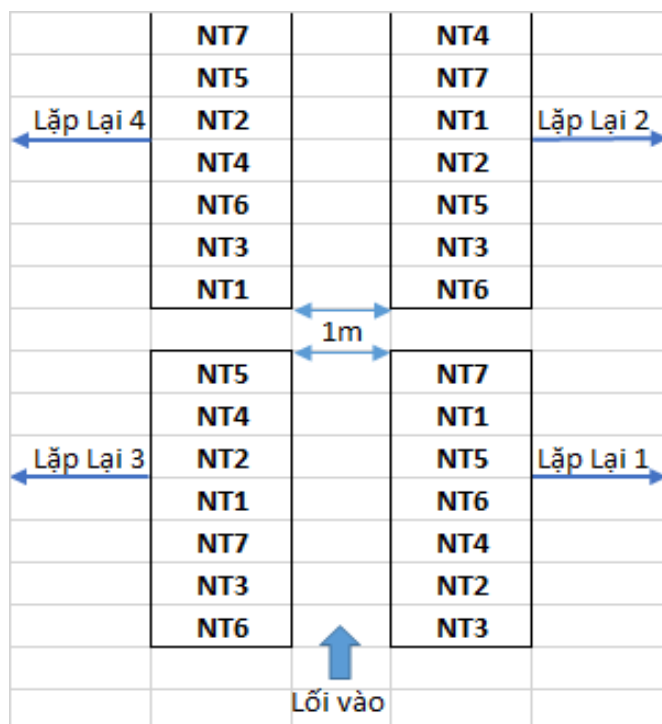 NT7 NT4
NT5 NT7
Lặp Lại 4 NT2 NT1 Lặp Lại 2
NT4 NT2
NT6 NT5
NT3 NT3
NT1 NT6
1m
NT5 NT7
NT4 NT1
Lặp Lại 3 NT2 NT5 Lặp Lại 1
NT1 NT6
NT7 NT4
NT3 NT2
NT6 NT3
Lối vào